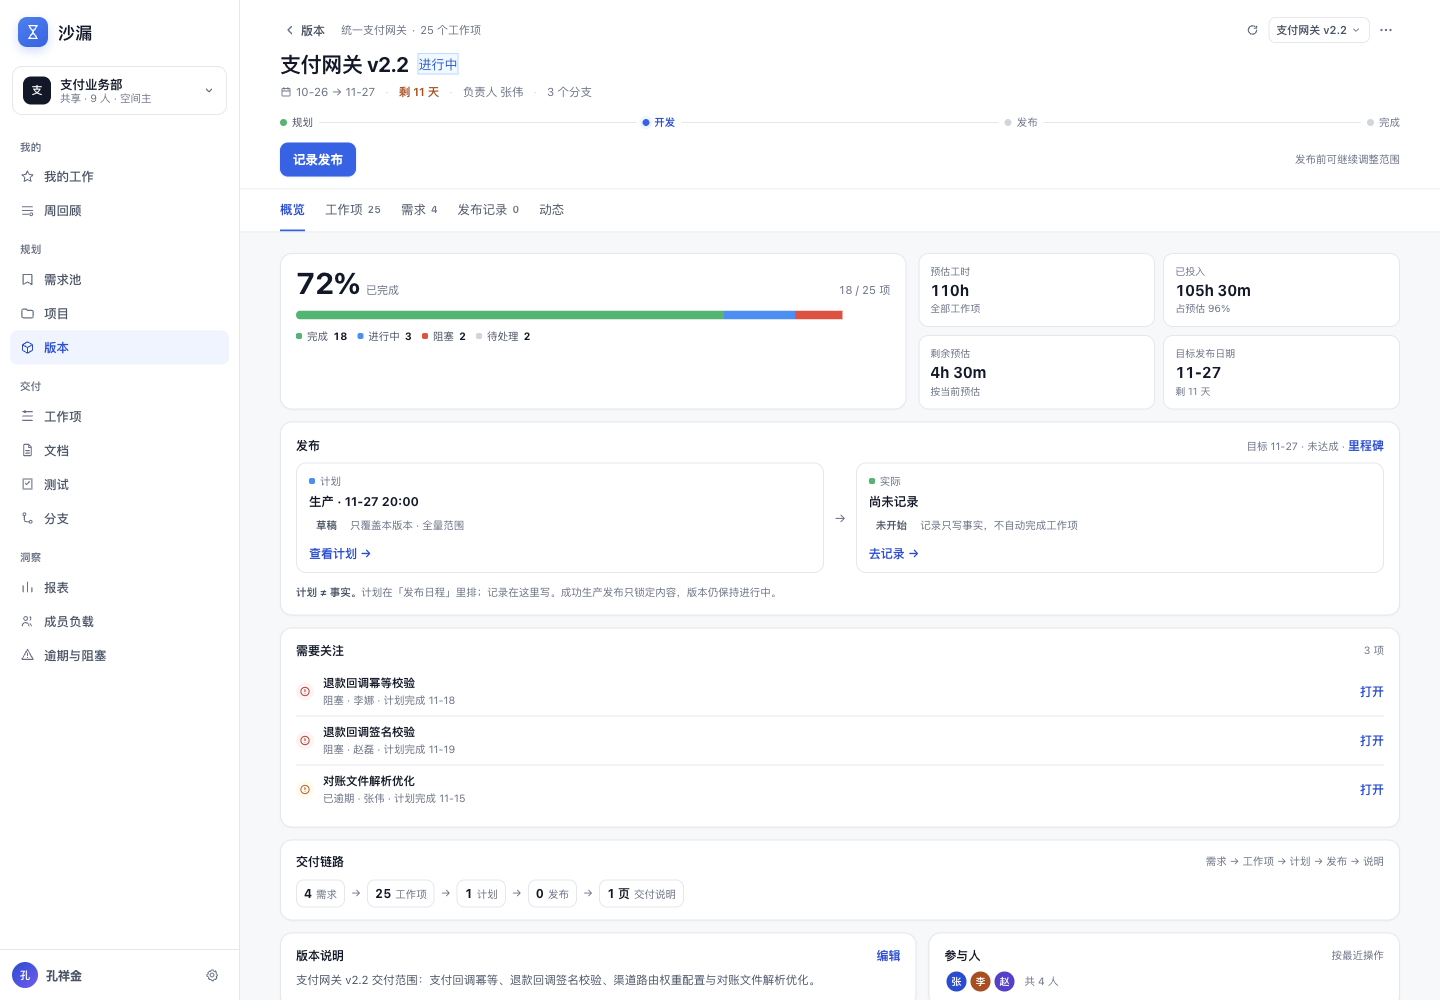 沙漏
支
支付业务部
共享 · 9 人 · 空间主
我的
我的工作
周回顾
规划
需求池
项目
版本
交付
工作项
文档
测试
分支
洞察
报表
成员负载
逾期与阻塞
孔
孔祥金
版本 统一支付网关 · 25 个工作项
支付网关 v2.2
支付网关 v2.2 进行中
10-26 → 11-27 · 剩 11 天 · 负责人 张伟 · 3 个分支
规划 开发 发布 完成
记录发布
发布前可继续调整范围
概览 工作项 25 需求 4 发布记录 0 动态
72% 已完成
18 / 25 项
完成 18 进行中 3 阻塞 2 待处理 2
预估工时
110h
全部工作项
已投入
105h 30m
占预估 96%
剩余预估
4h 30m
按当前预估
目标发布日期
11-27
剩 11 天
发布
目标 11-27 · 未达成 · 里程碑
计划
生产 · 11-27 20:00
草稿 只覆盖本版本 · 全量范围
查看计划 →
→
实际
尚未记录
未开始 记录只写事实，不自动完成工作项
去记录 →
计划 ≠ 事实。计划在「发布日程」里排；记录在这里写。成功生产发布只锁定内容，版本仍保持进行中。
需要关注
3 项
退款回调幂等校验
阻塞 · 李娜 · 计划完成 11-18
打开
退款回调签名校验
阻塞 · 赵磊 · 计划完成 11-19
打开
对账文件解析优化
已逾期 · 张伟 · 计划完成 11-15
打开
交付链路
需求 → 工作项 → 计划 → 发布 → 说明
4 需求 → 25 工作项 → 1 计划 → 0 发布 → 1 页 交付说明
版本说明
编辑
支付网关 v2.2 交付范围：支付回调幂等、退款回调签名校验、渠道路由权重配置与对账文件解析优化。
参与人
按最近操作
张 李 赵 共 4 人